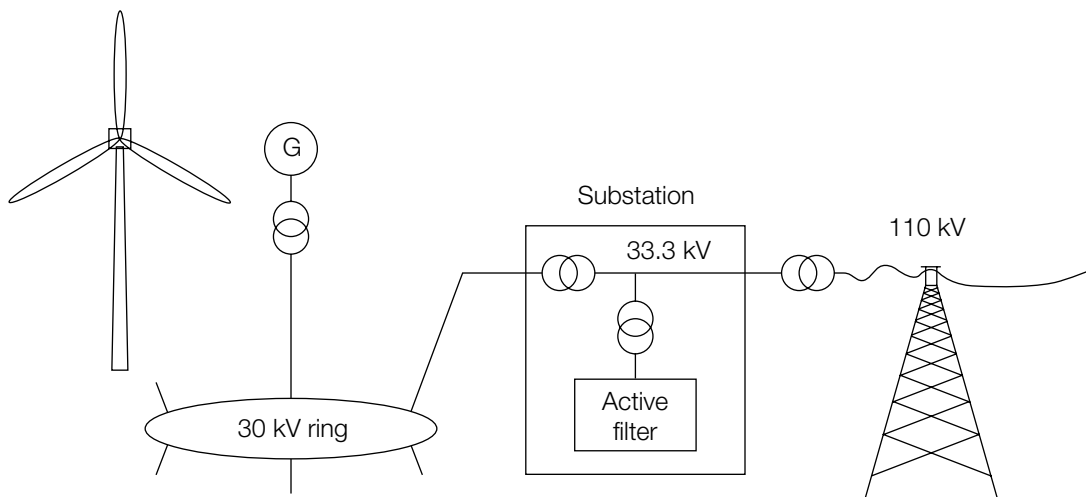 G
Substation
110 kV
33.3 kV
30 kV ring
Active
filter